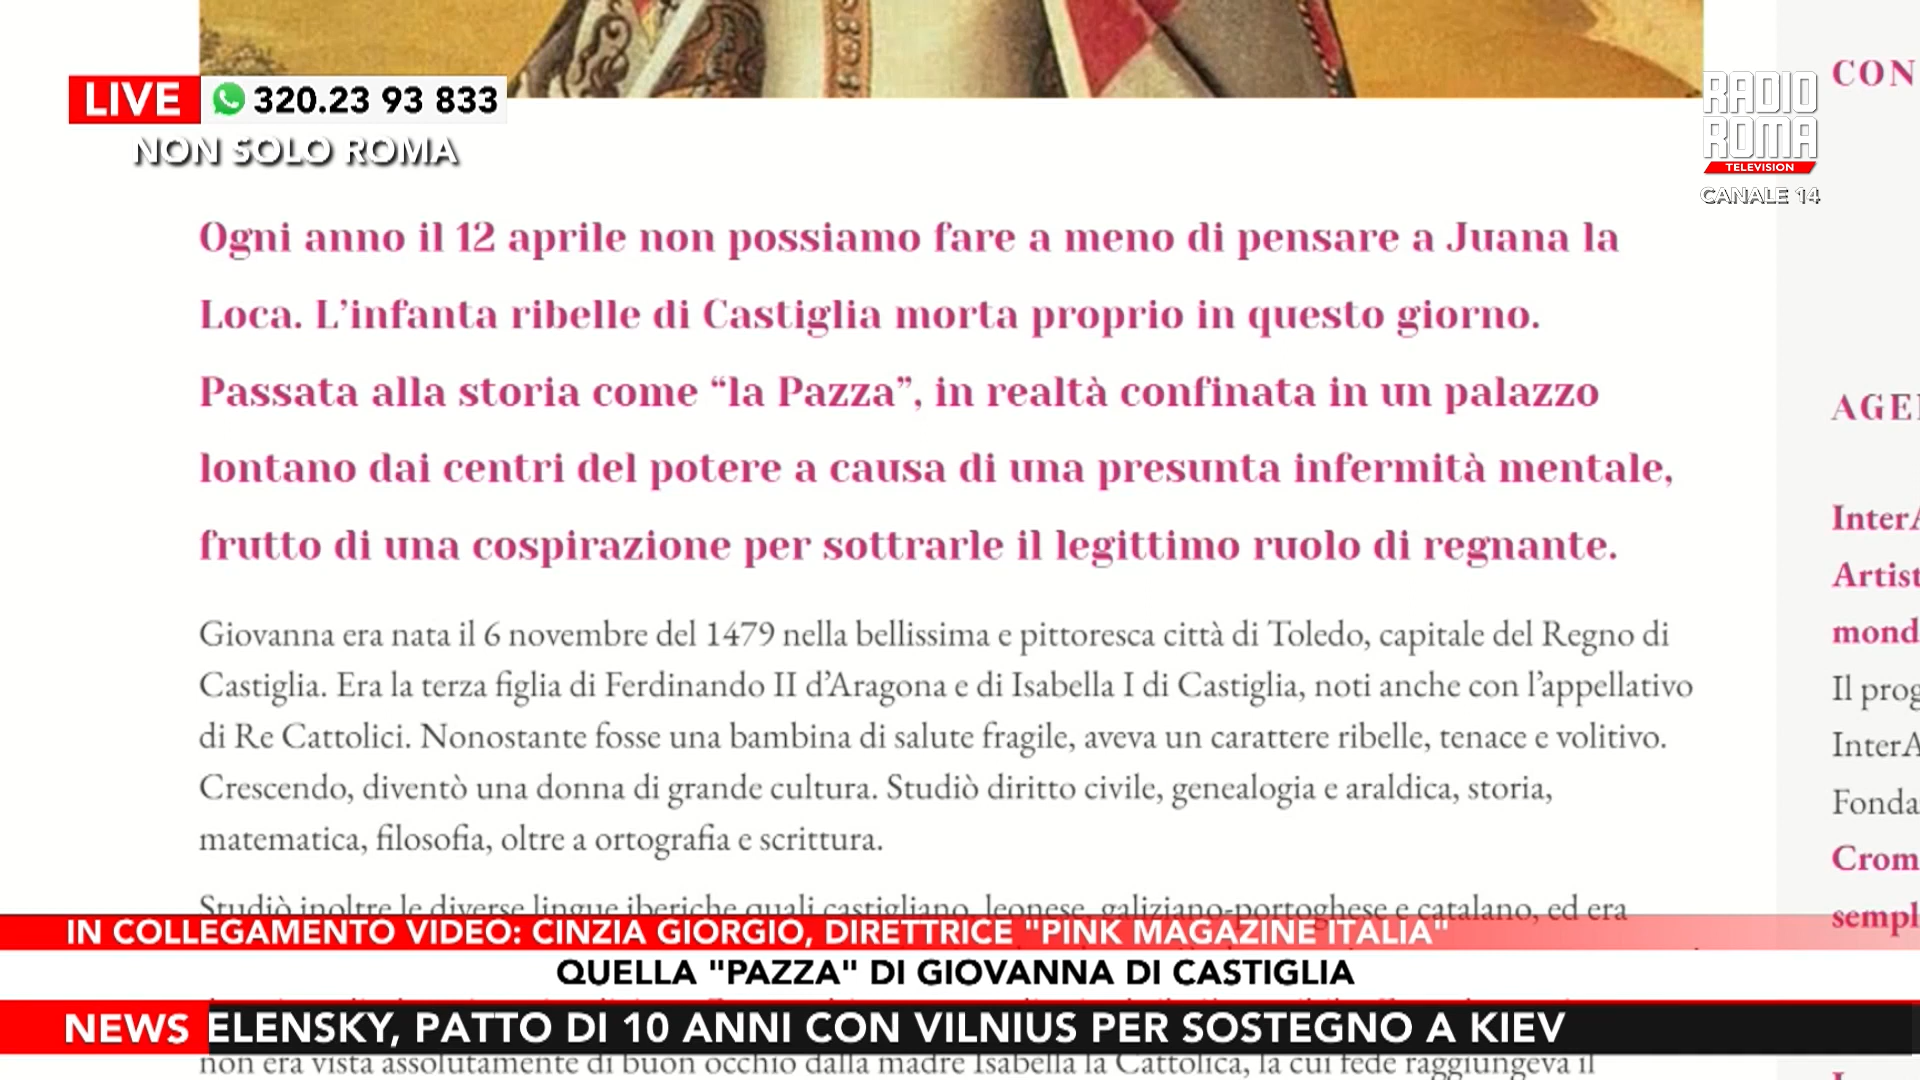 LIVE 320.23 93 833
NON SOLO ROMA
RADIO
ROMA
TELEVISION
CANALE 14
CON
Ogni anno il 12 aprile non possiamo fare a meno di pensare a Juana la
Loca. L’infanta ribelle di Castiglia morta proprio in questo giorno.
Passata alla storia come “la Pazza”, in realtà confinata in un palazzo
lontano dai centri del potere a causa di una presunta infermità mentale,
frutto di una cospirazione per sottrarle il legittimo ruolo di regnante.
Giovanna era nata il 6 novembre del 1479 nella bellissima e pittoresca città di Toledo, capitale del Regno di
Castiglia. Era la terza figlia di Ferdinando II d’Aragona e di Isabella I di Castiglia, noti anche con l’appellativo
di Re Cattolici. Nonostante fosse una bambina di salute fragile, aveva un carattere ribelle, tenace e volitivo.
Crescendo, diventò una donna di grande cultura. Studiò diritto civile, genealogia e araldica, storia,
matematica, filosofia, oltre a ortografia e scrittura.
Studiò inoltre le diverse lingue iberiche quali castigliano, leonese, galiziano-portoghese e catalano, ed era
AGE
Inter
Artist
mond
Il prog
InterA
Fonda
Crom
sempl
IN COLLEGAMENTO VIDEO: CINZIA GIORGIO, DIRETTRICE "PINK MAGAZINE ITALIA"
QUELLA "PAZZA" DI GIOVANNA DI CASTIGLIA
NEWS ELENSKY, PATTO DI 10 ANNI CON VILNIUS PER SOSTEGNO A KIEV
non era vista assolutamente di buon occhio dalla madre Isabella la Cattolica, la cui fede raggiungeva il